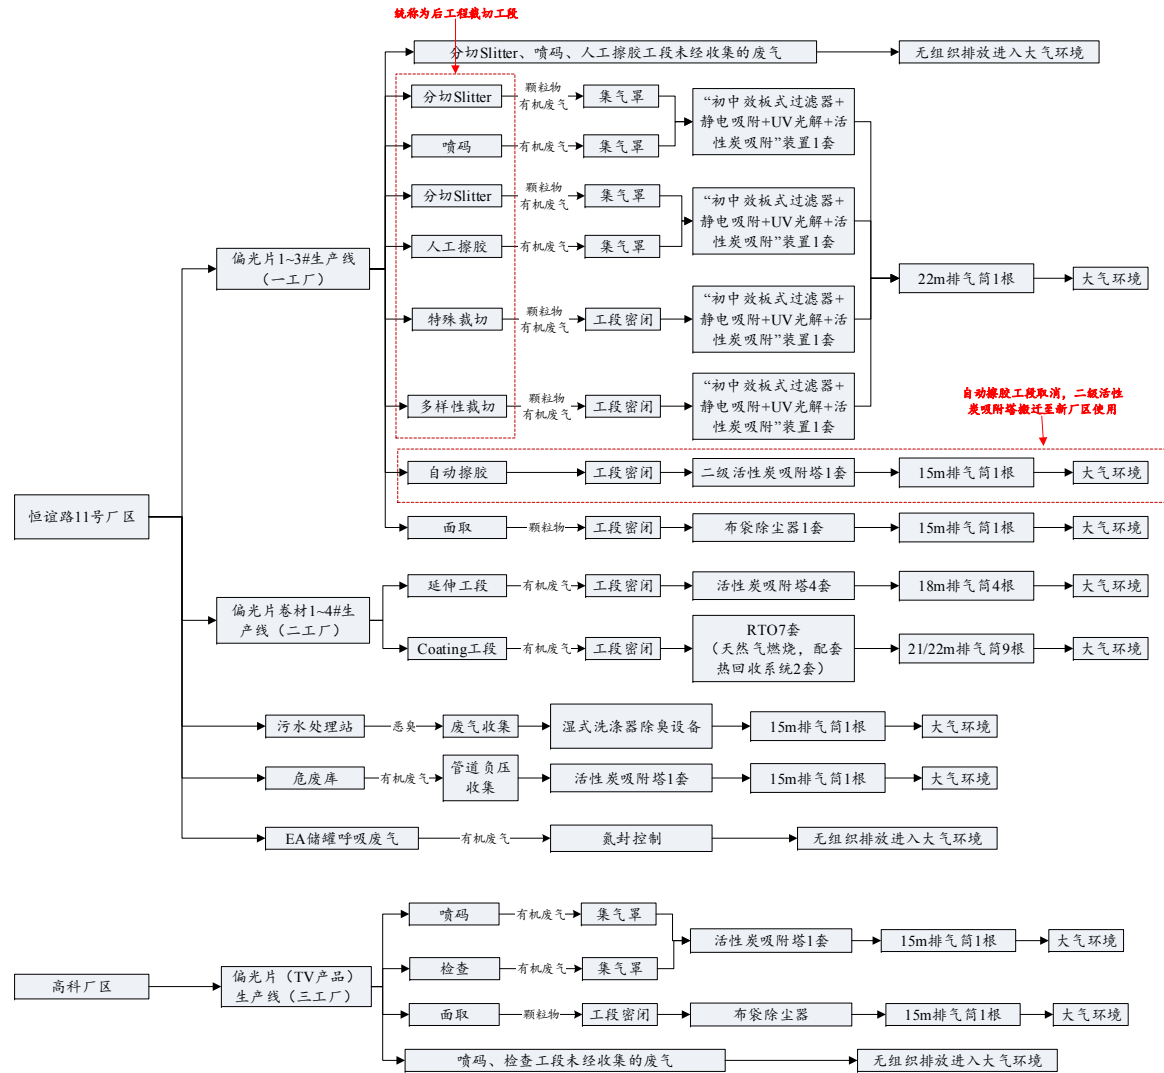 统称为后工程裁切工段
分切Slitter、喷码、人工擦胶工段未经收集的废气
无组织排放进入大气环境
分切Slitter
颗粒物
有机废气
集气罩
“初中效板式过滤器+
静电吸附+UV光解+活
性炭吸附”装置1套
喷码
有机废气
集气罩
分切Slitter
颗粒物
有机废气
集气罩
“初中效板式过滤器+
静电吸附+UV光解+活
性炭吸附”装置1套
人工擦胶
有机废气
集气罩
偏光片1~3#生产线
（一工厂）
22m排气筒1根
大气环境
特殊裁切
颗粒物
有机废气
工段密闭
“初中效板式过滤器+
静电吸附+UV光解+活
性炭吸附”装置1套
多样性裁切
颗粒物
有机废气
工段密闭
“初中效板式过滤器+
静电吸附+UV光解+活
性炭吸附”装置1套
自动擦胶工段取消，二级活性
炭吸附塔搬迁至新厂区使用
自动擦胶
工段密闭
二级活性炭吸附塔1套
15m排气筒1根
大气环境
恒谊路11号厂区
面取
颗粒物
工段密闭
布袋除尘器1套
15m排气筒1根
大气环境
偏光片卷材1~4#生
产线（二工厂）
延伸工段
有机废气
工段密闭
活性炭吸附塔4套
18m排气筒4根
大气环境
Coating工段
有机废气
工段密闭
RTO7套
（天然气燃烧，配套
热回收系统2套）
21/22m排气筒9根
大气环境
污水处理站
恶臭
废气收集
湿式洗涤器除臭设备
15m排气筒1根
大气环境
危废库
有机废气
管道负压
收集
活性炭吸附塔1套
15m排气筒1根
大气环境
EA储罐呼吸废气
有机废气
氮封控制
无组织排放进入大气环境
喷码
有机废气
集气罩
活性炭吸附塔1套
15m排气筒1根
大气环境
检查
有机废气
集气罩
高科厂区
偏光片（TV产品）
生产线（三工厂）
面取
颗粒物
工段密闭
布袋除尘器
15m排气筒1根
大气环境
喷码、检查工段未经收集的废气
无组织排放进入大气环境